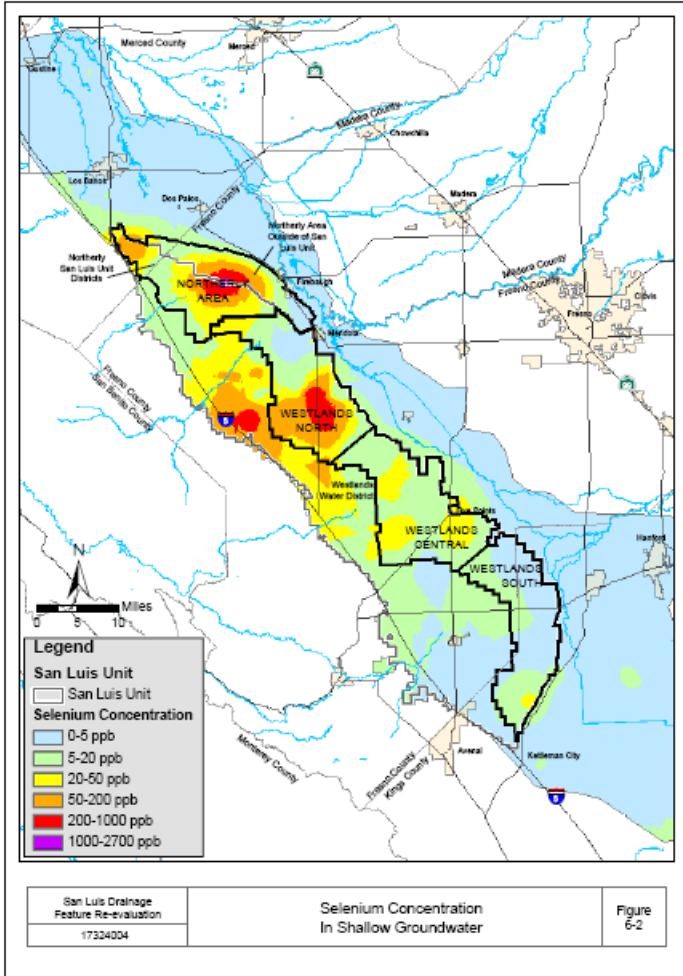 Merced County
Merced
Gustine
Madera County
Chowchilla
Los Banos
Dos Palos
Fresno County
Madera
Northerly Area
Outside of San
Luis Unit
Northerly
San Luis Unit
Districts
NORTHERLY
AREA
Firebaugh
Madera County
Fresno County
Clovis
Fresno
Mendota
Fresno County
San Benito County
5
WESTLANDS
NORTH
Westlands
Water District
Points
WESTLANDS
CENTRAL
Hanford
WESTLANDS
SOUTH
N
Miles
0 10
Legend
San Luis Unit
San Luis Unit
Selenium Concentration
0-5 ppb
5-20 ppb
20-50 ppb
50-200 ppb
200-1000 ppb
1000-2700 ppb
Monterey County
Avenal
Fresno County
Kings County
Kettleman City
5
San Luis Drainage
Feature Re-evaluation
17324004
Selenium Concentration
In Shallow Groundwater
Figure
6-2